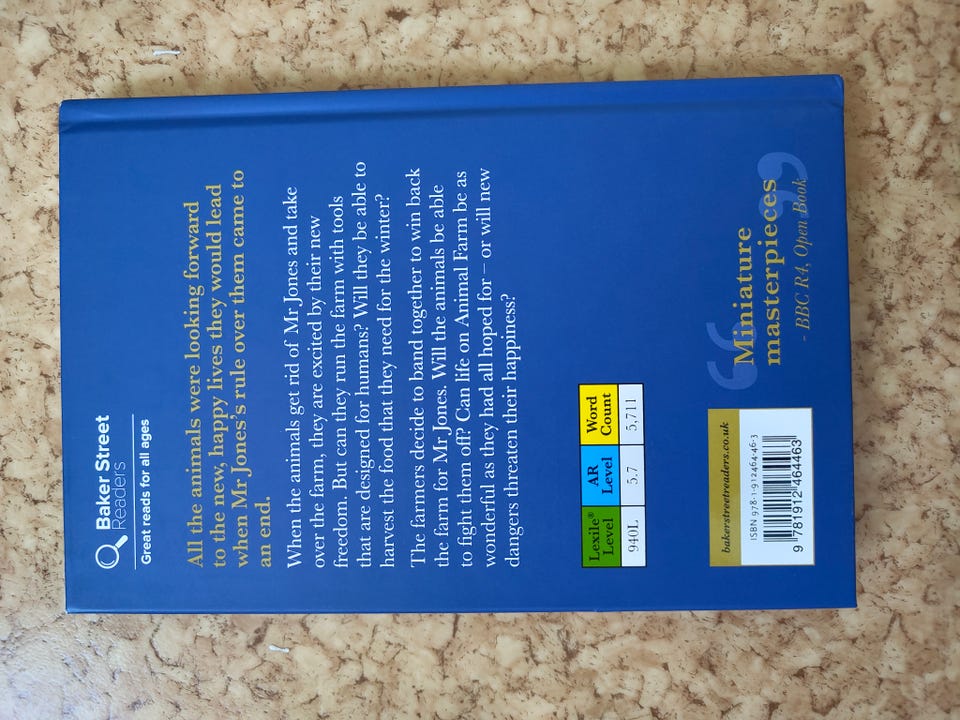 Baker Street
Readers
Great reads for all ages
All the animals were looking forward
to the new, happy lives they would lead
when Mr Jones's rule over them came to
an end.
When the animals get rid of Mr Jones and take
over the farm, they are excited by their new
freedom. But can they run the farm with tools
that are designed for humans? Will they be able to
harvest the food that they need for the winter?
The farmers decide to band together to win back
the farm for Mr Jones. Will the animals be able
to fight them off? Can life on Animal Farm be as
wonderful as they had all hoped for – or will new
dangers threaten their happiness?
Lexile® Level AR Level Word Count
940L 5.7 5,711
“Miniature
masterpieces”
- BBC R4, Open Book
bakerstreetreaders.co.uk
ISBN 978-1-912464-46-3
9 781912 464463